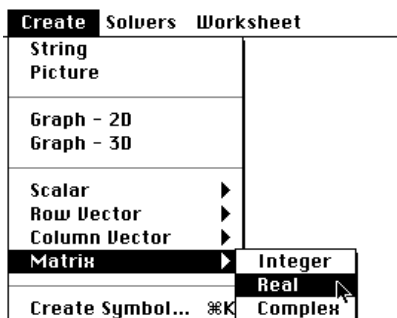 Create Solvers Worksheet
String
Picture
Graph - 2D
Graph - 3D
Scalar
Row Vector
Column Vector
Matrix
Integer
Real
Create Symbol... ⌘K
Complex